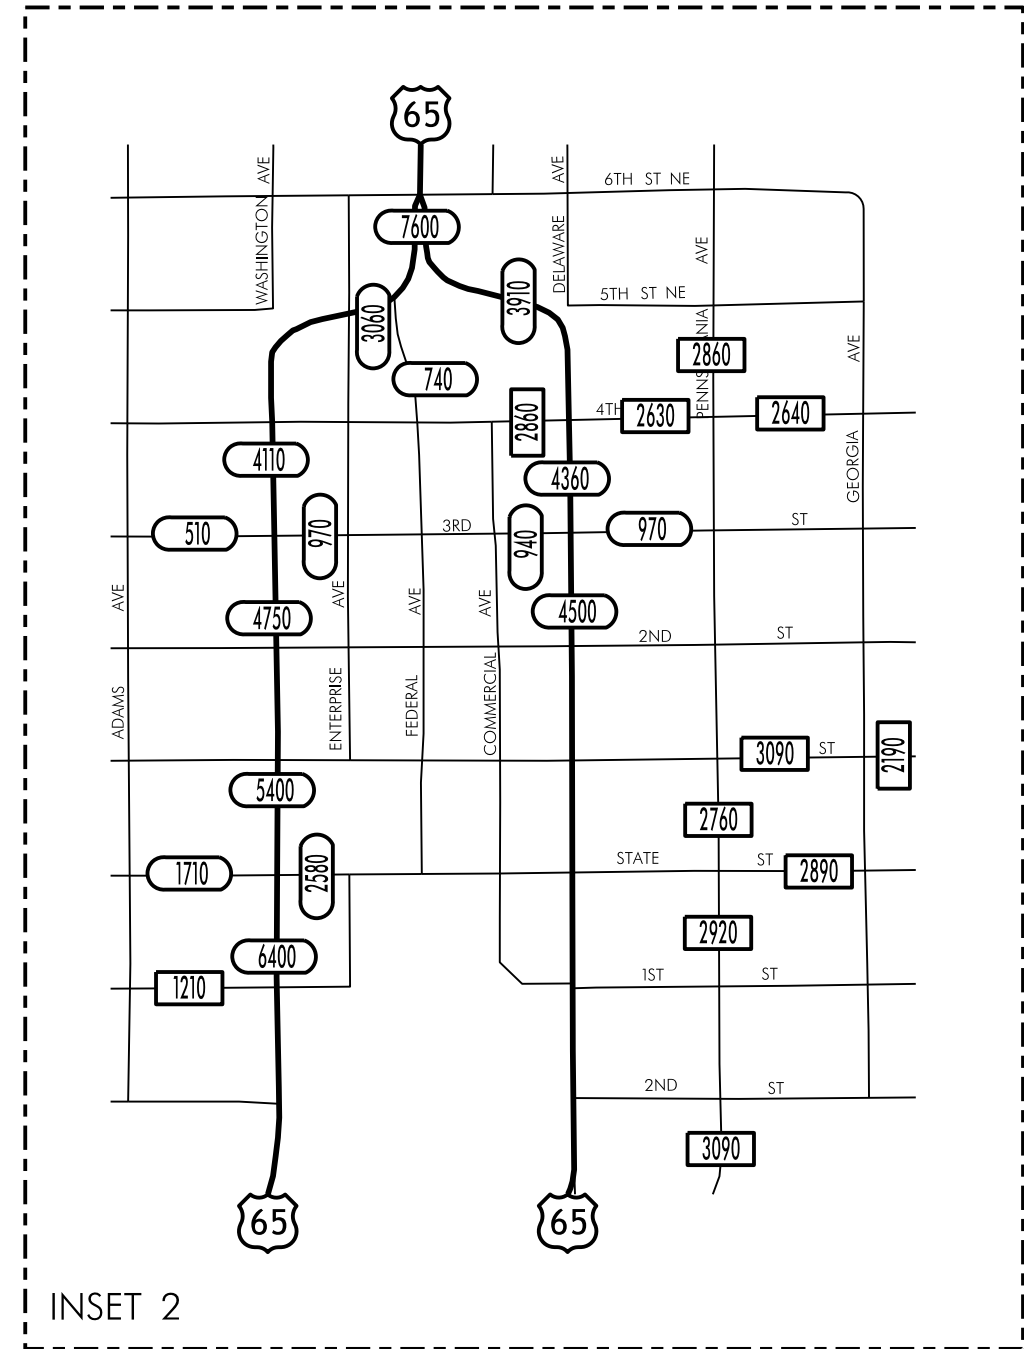 65
WASHINGTON AVE
DELAWARE AVE
6TH ST NE
7600
AVE
3910
5TH ST NE
3060
2860
740
PENNS ANIA
2860
4TH
2630
2640
GEORGIA AVE
4110
4360
510
970
3RD
940
970
ST
AVE
AVE
AVE
AVE
4750
4500
2ND ST
ADAMS
ENTERPRISE
FEDERAL
COMMERCIAL
3090
ST
2190
5400
2760
1710
2580
STATE ST
2890
2920
6400
1210
1ST ST
2ND ST
3090
65
65
INSET 2